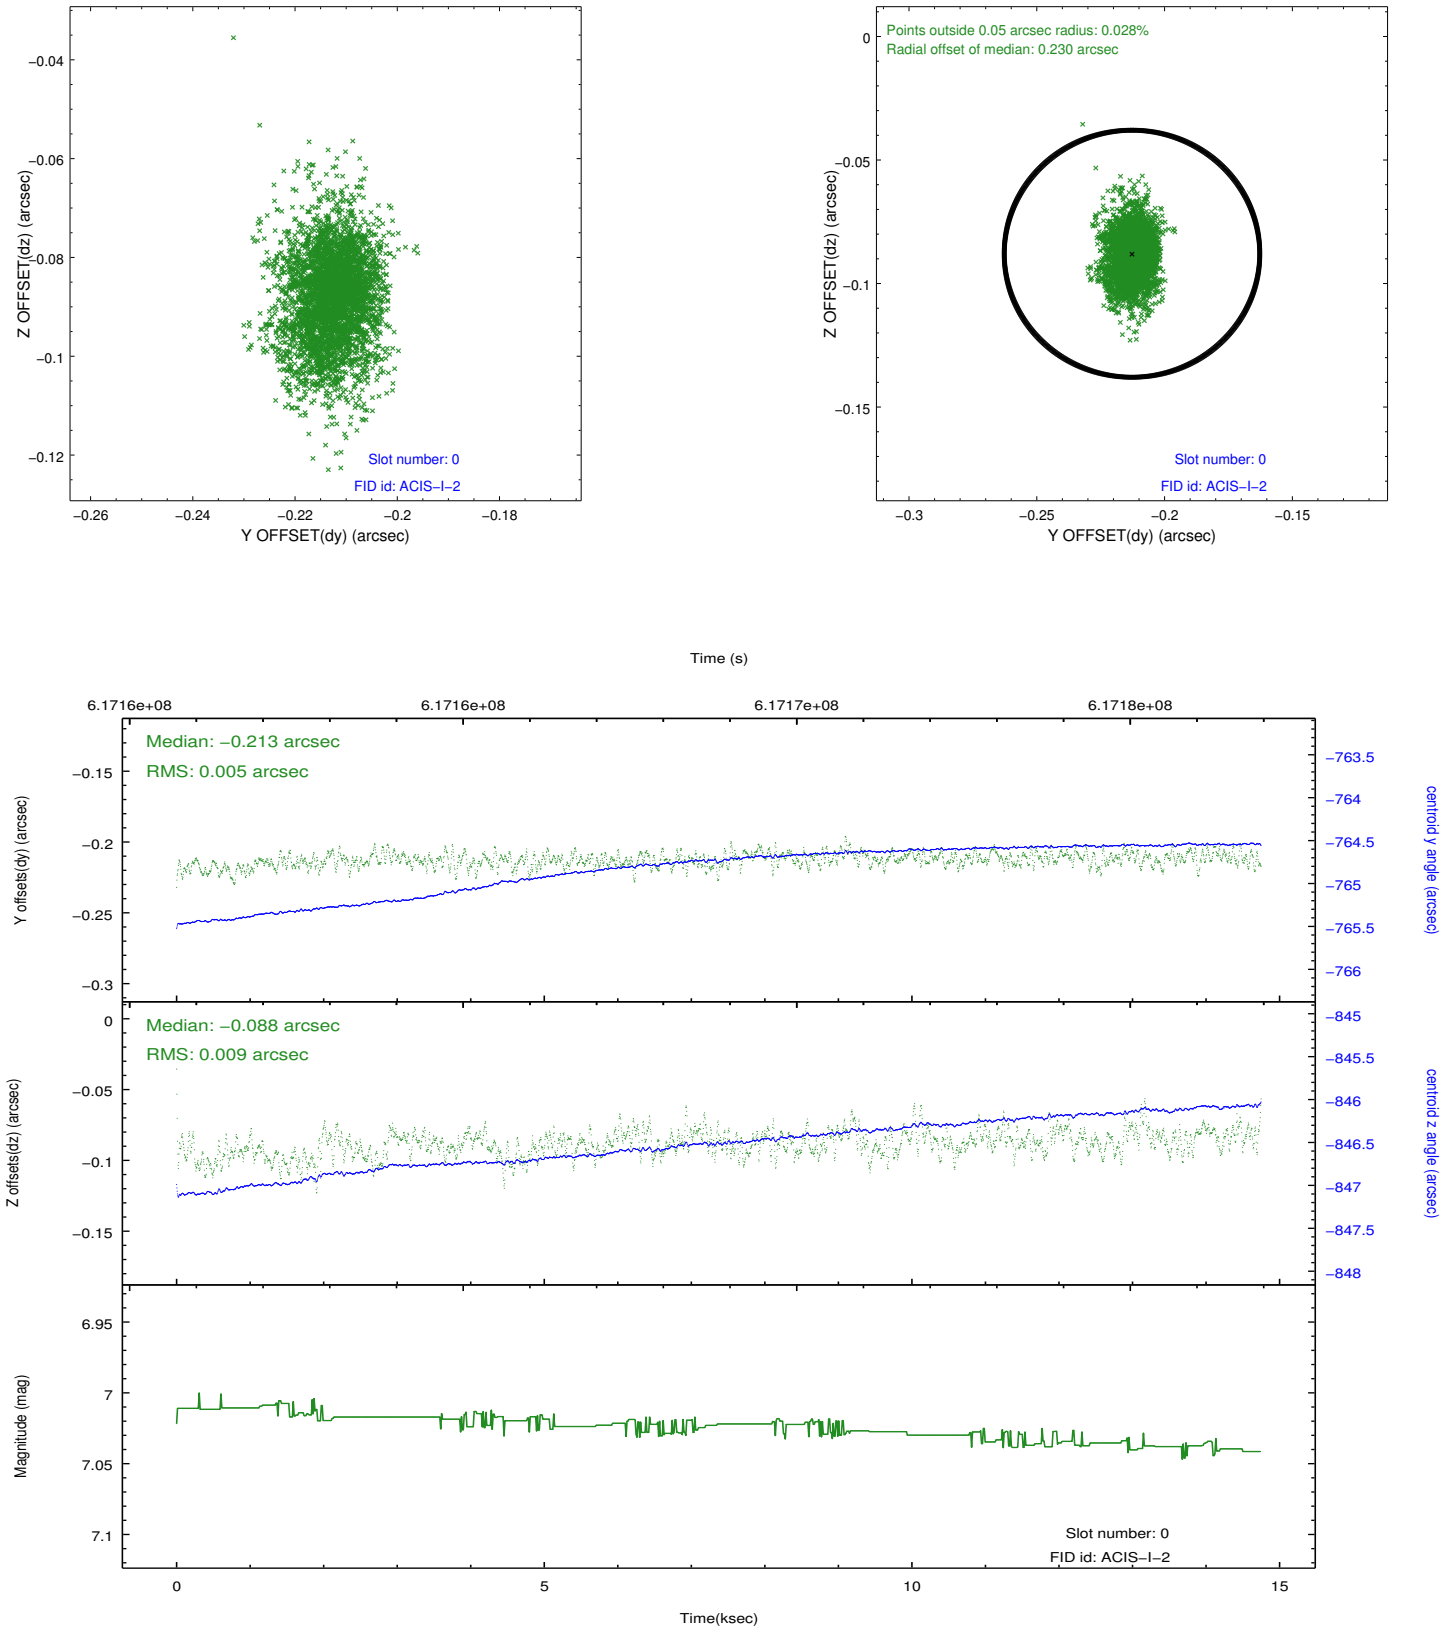 −0.04
−0.06
−0.08
−0.1
−0.12
Z OFFSET(dz) (arcsec)
Slot number: 0
FID id: ACIS−I−2
−0.26
−0.24
−0.22
−0.2
−0.18
Y OFFSET(dy) (arcsec)
Points outside 0.05 arcsec radius: 0.028%
Radial offset of median: 0.230 arcsec
0
−0.05
−0.1
−0.15
Z OFFSET(dz) (arcsec)
Slot number: 0
FID id: ACIS−I−2
−0.3
−0.25
−0.2
−0.15
Y OFFSET(dy) (arcsec)
Time (s)
6.1716e+08
6.1716e+08
6.1717e+08
6.1718e+08
Median: −0.213 arcsec
RMS: 0.005 arcsec
−0.15
−0.2
−0.25
−0.3
Y offsets(dy) (arcsec)
−763.5
−764
−764.5
−765
−765.5
−766
centroid y angle (arcsec)
Median: −0.088 arcsec
RMS: 0.009 arcsec
0
−0.05
−0.1
−0.15
Z offsets(dz) (arcsec)
−845
−845.5
−846
−846.5
−847
−847.5
−848
centroid z angle (arcsec)
6.95
7
7.05
7.1
Magnitude (mag)
Slot number: 0
FID id: ACIS−I−2
0
5
10
15
Time(ksec)